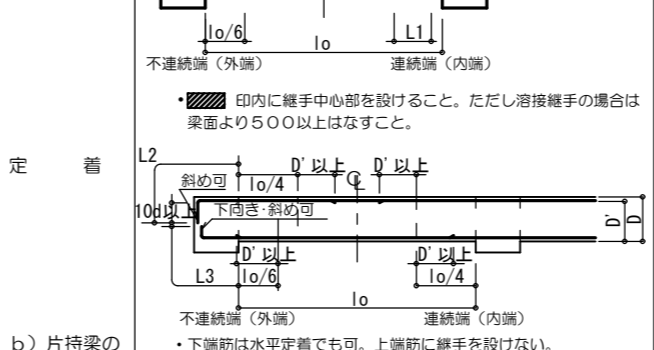 lo/6
L1
lo
不連続端（外端） 連続端（内端）
・ 印内に継手中心部を設けること。ただし溶接継手の場合は
梁面より５００以上はなすこと。
定 着
L2
D'以上 D'以上
斜め可
lo/4
C L
10d以上
下向き・斜め可
D'
D
D'以上 D'以上
L3
lo/6
lo/4
lo
不連続端（外端） 連続端（内端）
b）片持梁の
・下端筋は水平定着でも可。上端筋に継手を設けない。